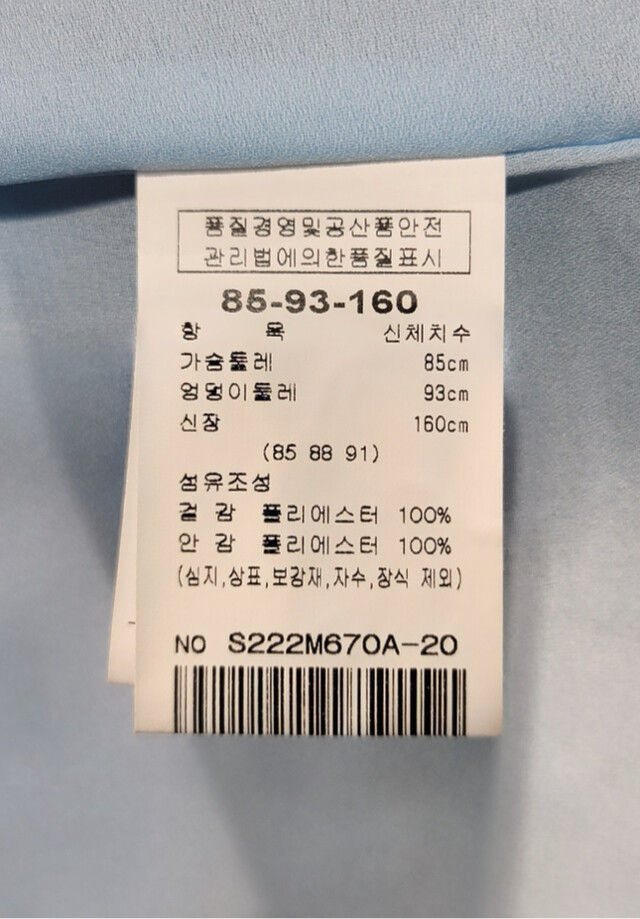 품질경영및공산품안전
관리법에의한품질표시
85-93-160
항 목 신체치수
가슴둘레 85cm
엉덩이둘레 93cm
신장 160cm
(85 88 91)
섬유조성
겉 감 폴리에스터 100%
안 감 폴리에스터 100%
(심지,상표,보강재,자수,장식 제외)
NO S222M670A-20